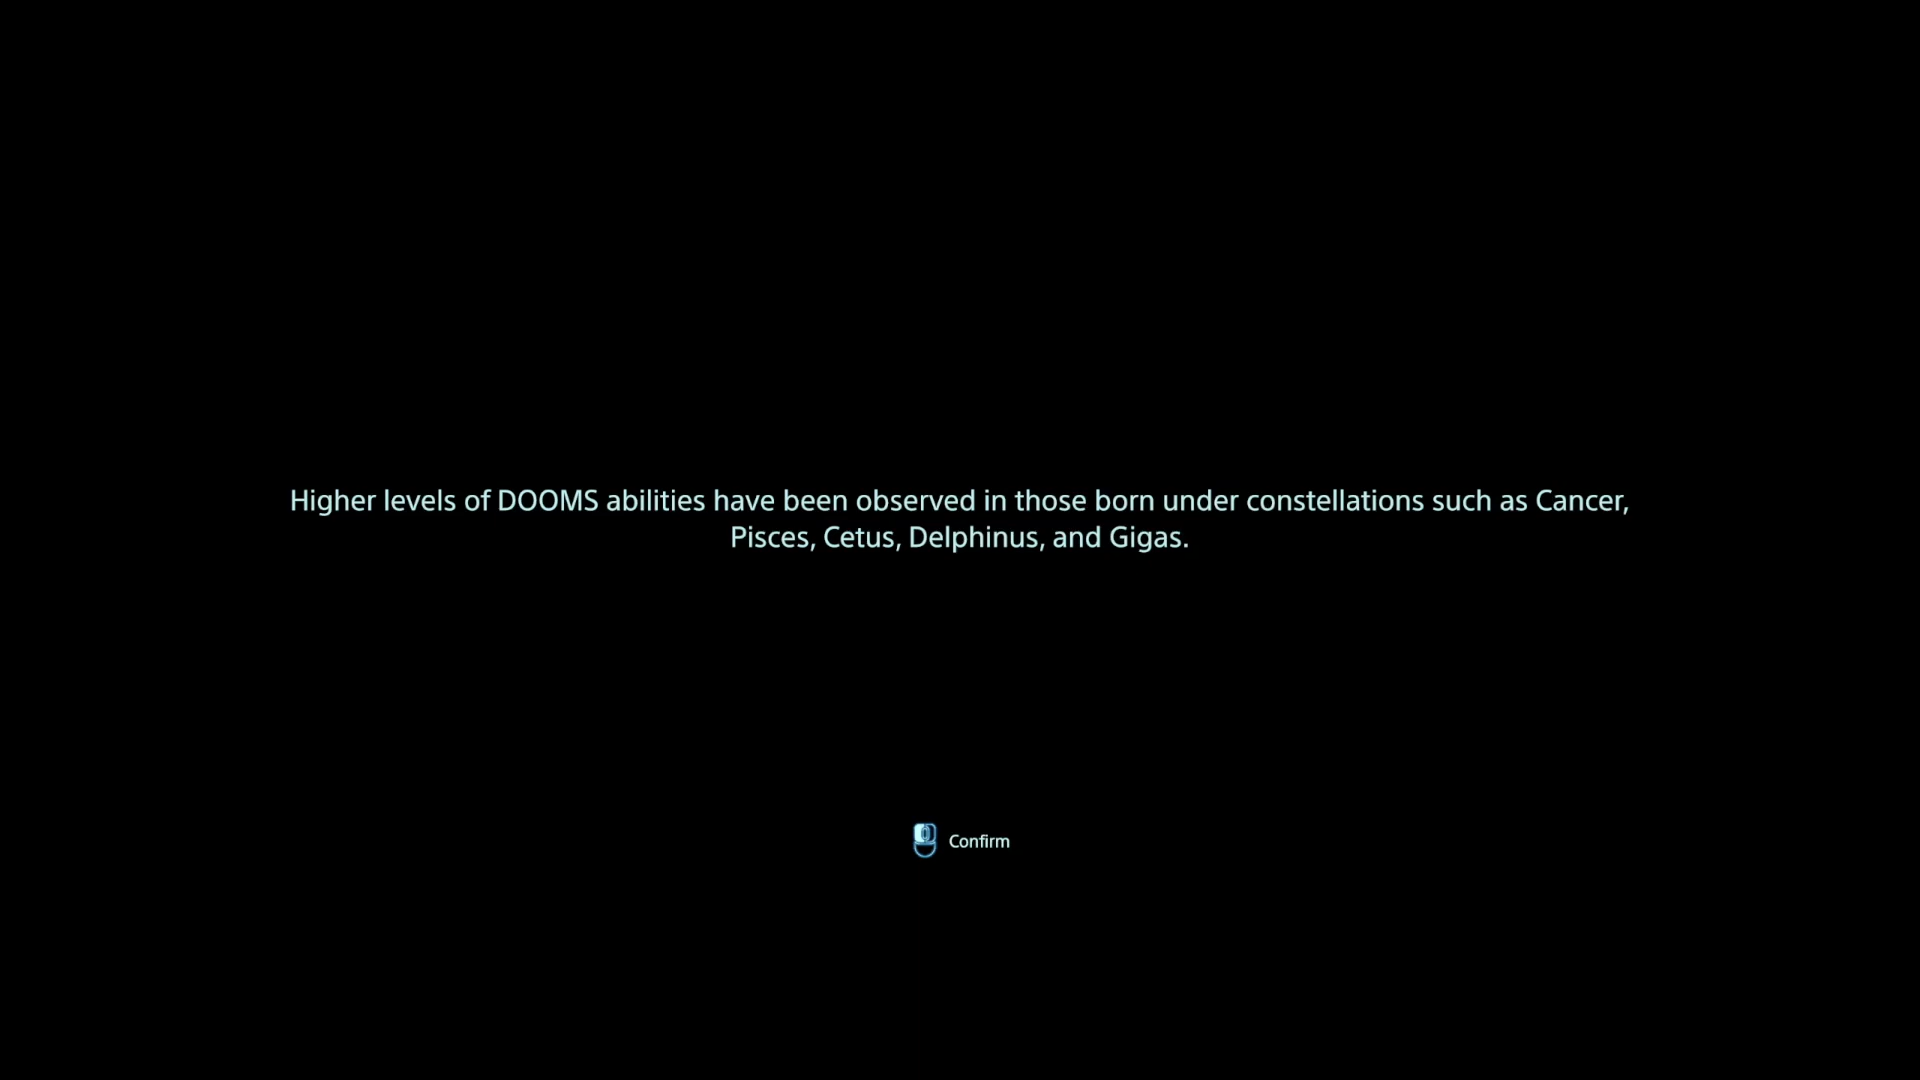 Higher levels of DOOMS abilities have been observed in those born under constellations such as Cancer,
Pisces, Cetus, Delphinus, and Gigas.
Confirm